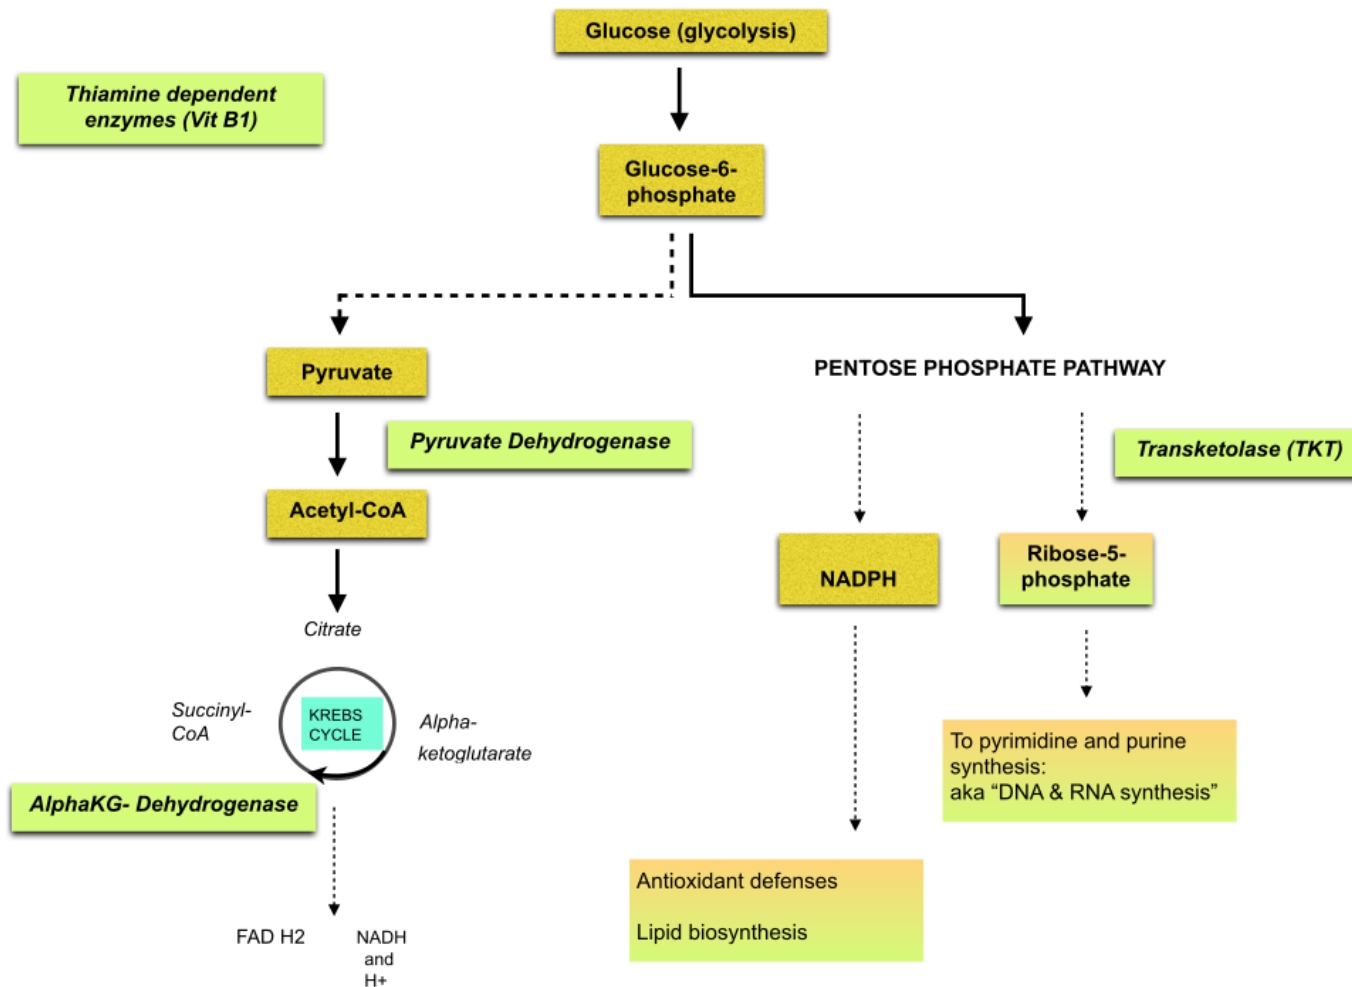 Glucose (glycolysis)
Thiamine dependent
enzymes (Vit B1)
Glucose-6-
phosphate
Pyruvate
PENTOSE PHOSPHATE PATHWAY
Pyruvate Dehydrogenase
Transketolase (TKT)
Acetyl-CoA
NADPH
Ribose-5-
phosphate
Citrate
Succinyl-
CoA
KREBS
CYCLE
Alpha-
ketoglutarate
To pyrimidine and purine
synthesis:
aka “DNA & RNA synthesis”
AlphaKG- Dehydrogenase
Antioxidant defenses
Lipid biosynthesis
FAD H2
NADH
and
H+